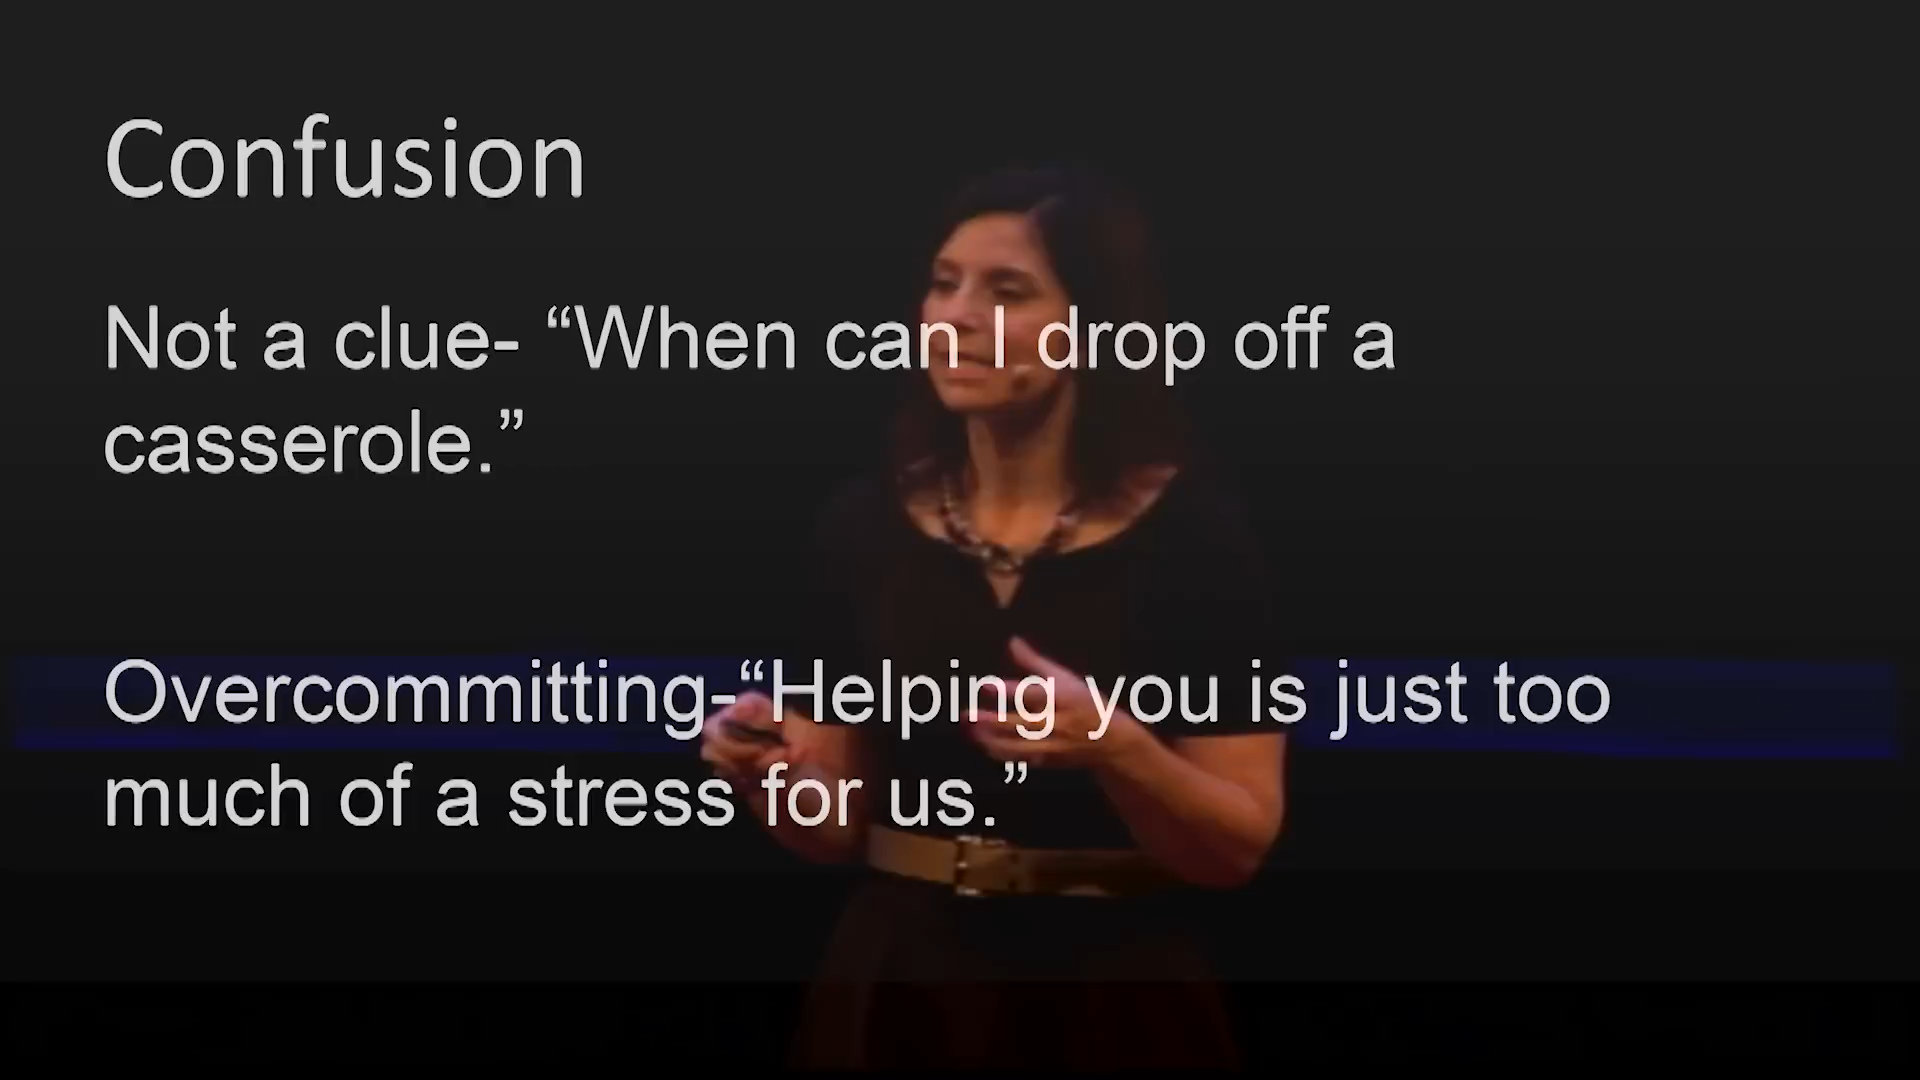 Confusion
Not a clue- “When can I drop off a
casserole.”
Overcommitting-“Helping you is just too
much of a stress for us.”